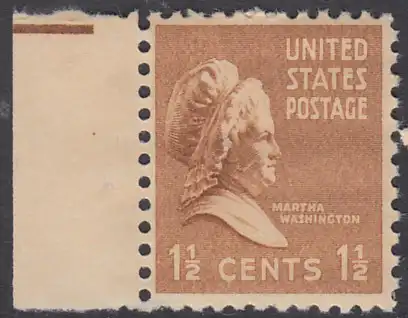 UNITED
STATES
POSTAGE
MARTHA
WASHINGTON
1½ CENTS 1½